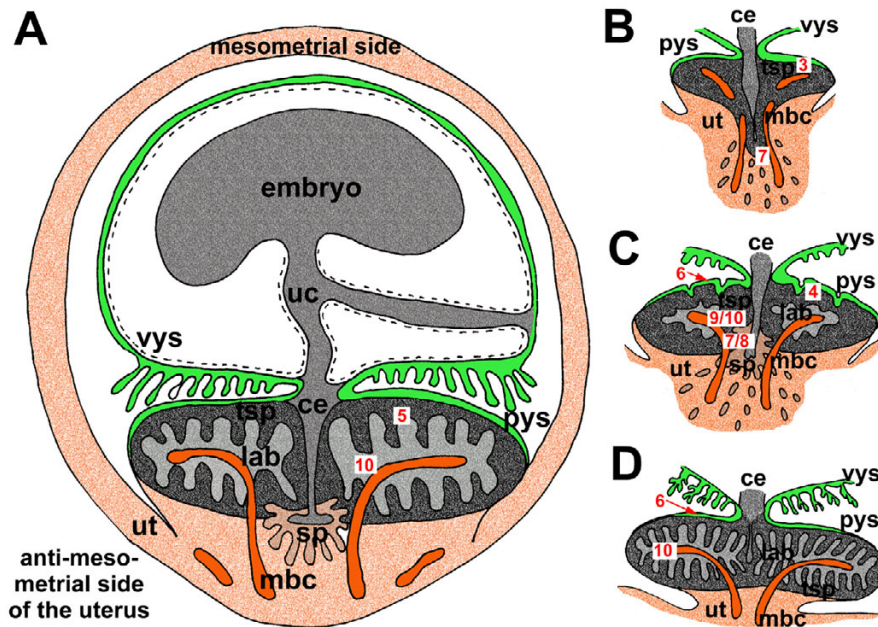 A
mesometrial side
embryo
uc
vys
ce
tsp
5
pys
lab
10
ut
sp
mbc
anti-meso-
metrial side
of the uterus
B
ce
vys
pys
tsp
3
ut
mbc
7
C
ce
vys
6
pys
tsp
4
9/10
lab
7/8
ut
sp
mbc
D
ce
vys
6
pys
10
lab
tsp
ut
mbc